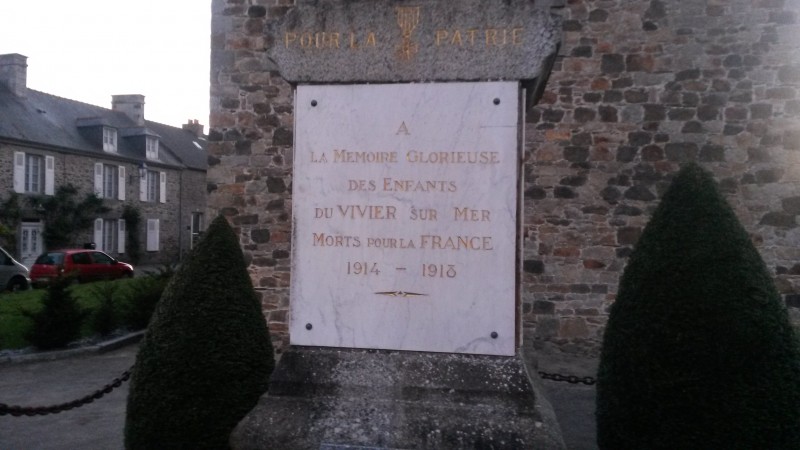 POUR LA PATRIE
A
LA MEMOIRE GLORIEUSE
DES ENFANTS
DU VIVIER SUR MER
MORTS POUR LA FRANCE
1914 - 1918